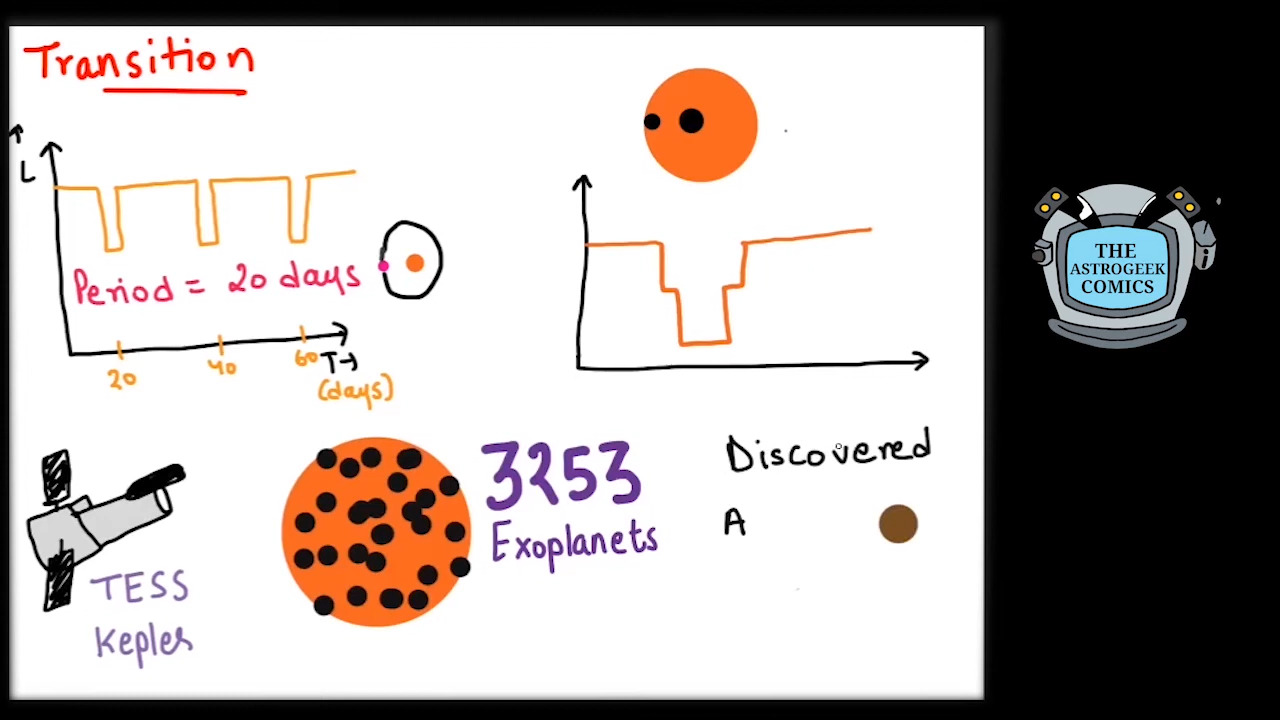 Transition
L
Period = 20 days
20 40 60 T→
(days)
3253
Exoplanets
TESS
Kepler
Discovered
A
THE
ASTROGEEK
COMICS